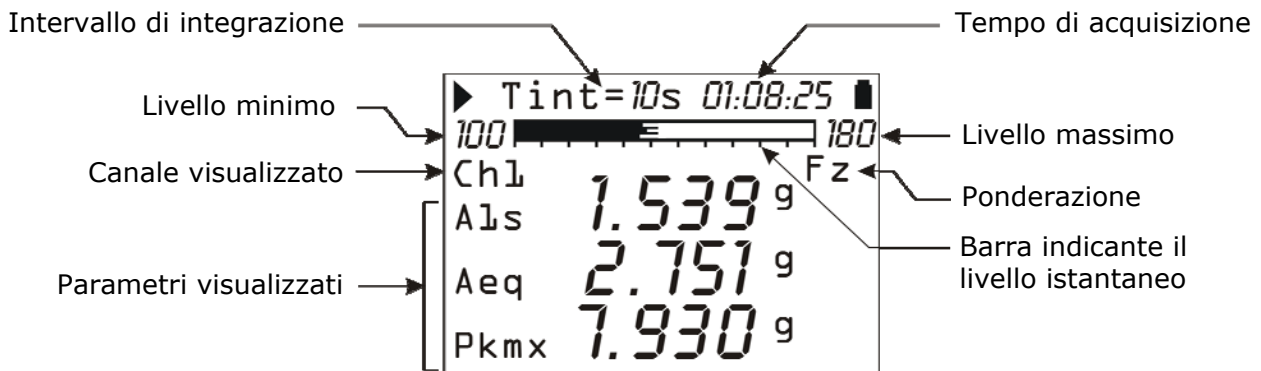 Intervallo di integrazione
Tempo di acquisizione
Tint=10s 01:08:25
Livello minimo
100
180
Livello massimo
Canale visualizzato
Ch1
Fz
Ponderazione
A1s 1.539 g
Barra indicante il
livello istantaneo
Parametri visualizzati
Aeq 2.751 g
Pkmx 7.930 g